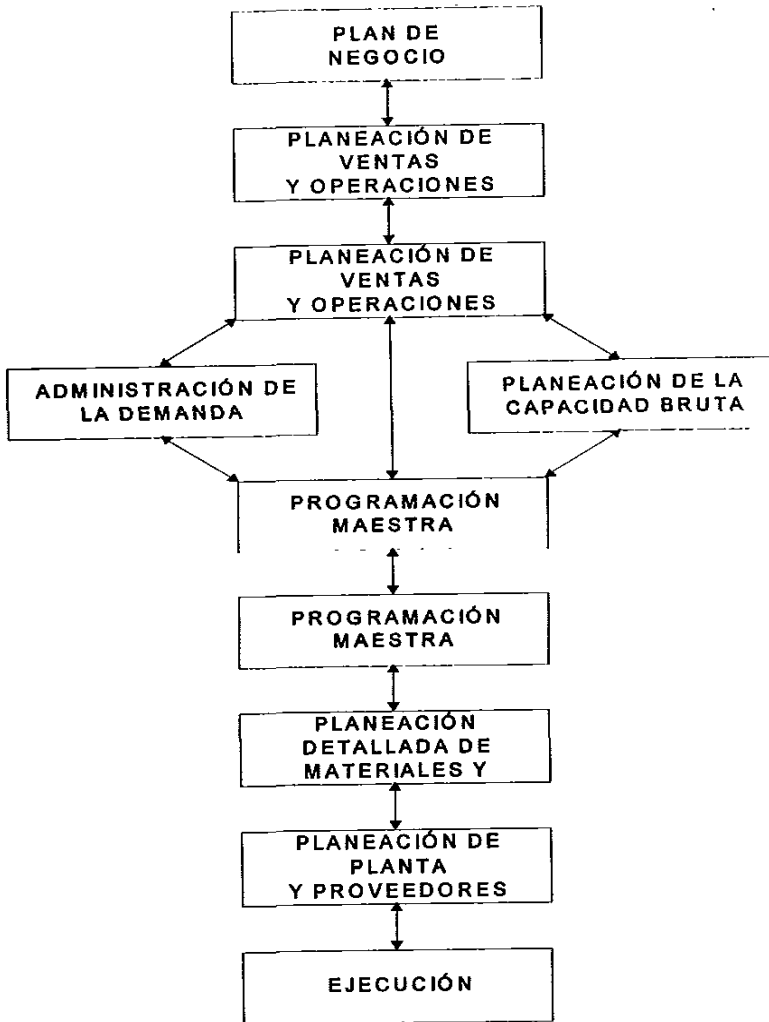 PLAN DE
NEGOCIO
PLANEACIÓN DE
VENTAS
Y OPERACIONES
PLANEACIÓN DE
VENTAS
Y OPERACIONES
ADMINISTRACIÓN DE
LA DEMANDA
PLANEACIÓN DE LA
CAPACIDAD BRUTA
PROGRAMACIÓN
MAESTRA
PROGRAMACIÓN
MAESTRA
PLANEACIÓN
DETALLADA DE
MATERIALES Y
PLANEACIÓN DE
PLANTA
Y PROVEEDORES
EJECUCIÓN